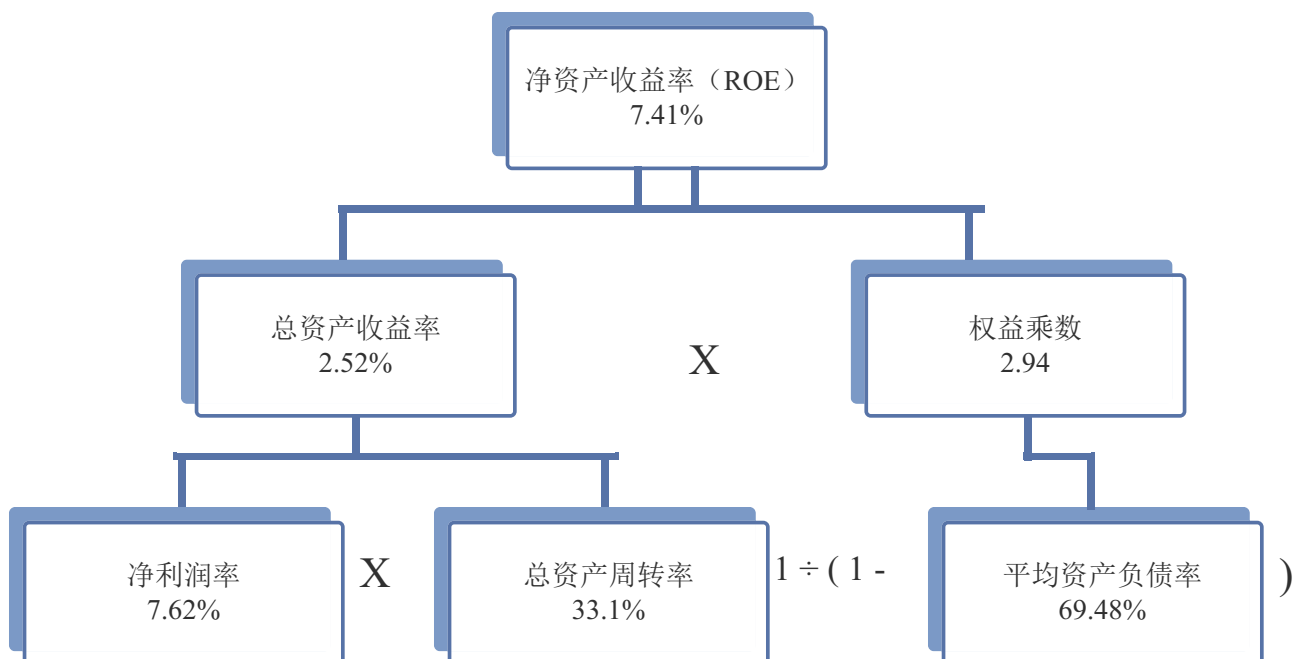 净资产收益率（ROE）
7.41%
总资产收益率
2.52%
X
权益乘数
2.94
净利润率
7.62%
X
总资产周转率
33.1%
1 ÷ ( 1 -
平均资产负债率
69.48%
)